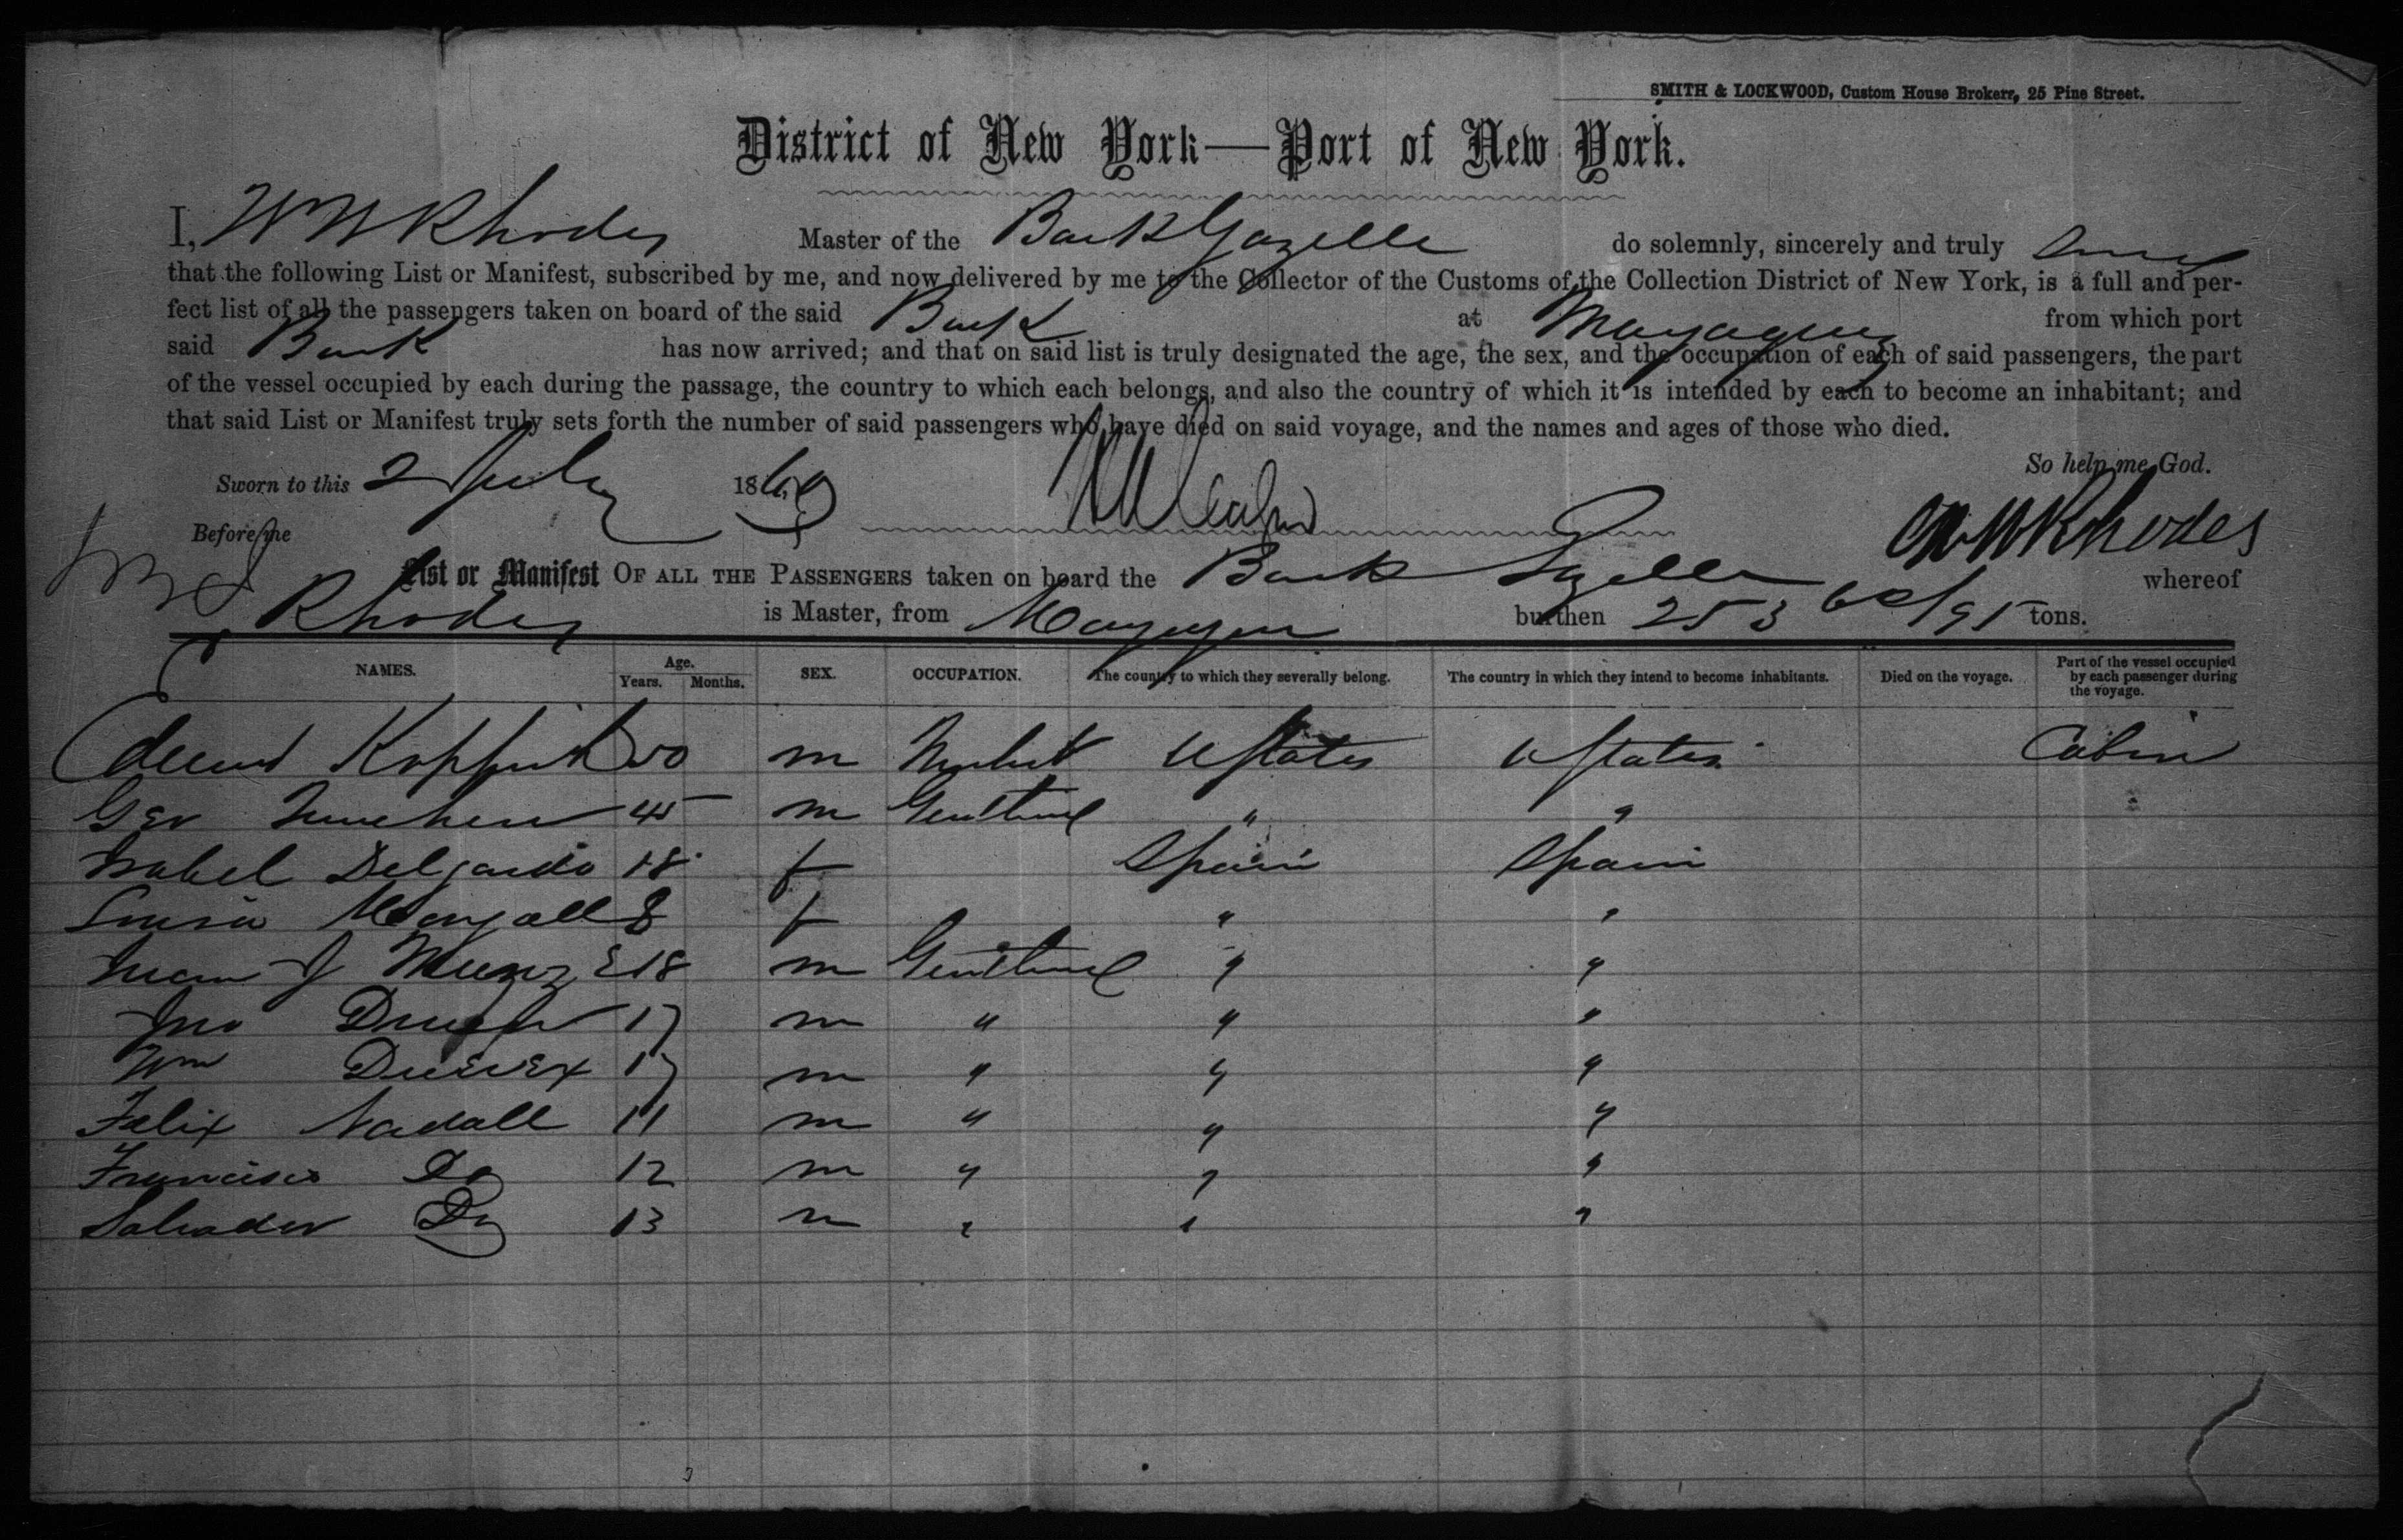 SMITH & LOCKWOOD, Custom House Brokers, 25 Pine Street.
District of New York—Port of New York.
I, W W Rhodes Master of the Bark Gazelle do solemnly, sincerely and truly
that the following List or Manifest, subscribed by me, and now delivered by me to the Collector of the Customs of the Collection District of New York, is a full and per-
fect list of all the passengers taken on board of the said Bark at Mayaguez from which port
said Bark has now arrived; and that on said list is truly designated the age, the sex, and the occupation of each of said passengers, the part
of the vessel occupied by each during the passage, the country to which each belongs, and also the country of which it is intended by each to become an inhabitant; and
that said List or Manifest truly sets forth the number of said passengers who have died on said voyage, and the names and ages of those who died.
So help me God.
Sworn to this 2 July 1869
Before me W W Rhodes
List or Manifest OF ALL THE PASSENGERS taken on board the Bark Gazelle whereof
Rhodes is Master, from Mayaguez burthen 253 60/95 tons.
NAMES. Age. Years. Months. SEX. OCCUPATION. The country to which they severally belong. The country in which they intend to become inhabitants. Died on the voyage. Part of the vessel occupied by each passenger during the voyage.
50 m U States U States Cabin
Geo 45 m " "
Isabel Delgardo 18 f Spain Spain
8 f " "
Juan J 18 m " "
Jno 17 m " " "
Wm 17 m " " "
Felix Nadall 11 m " " "
Francisco Do 12 m " " "
Salvador Do 13 m " " "